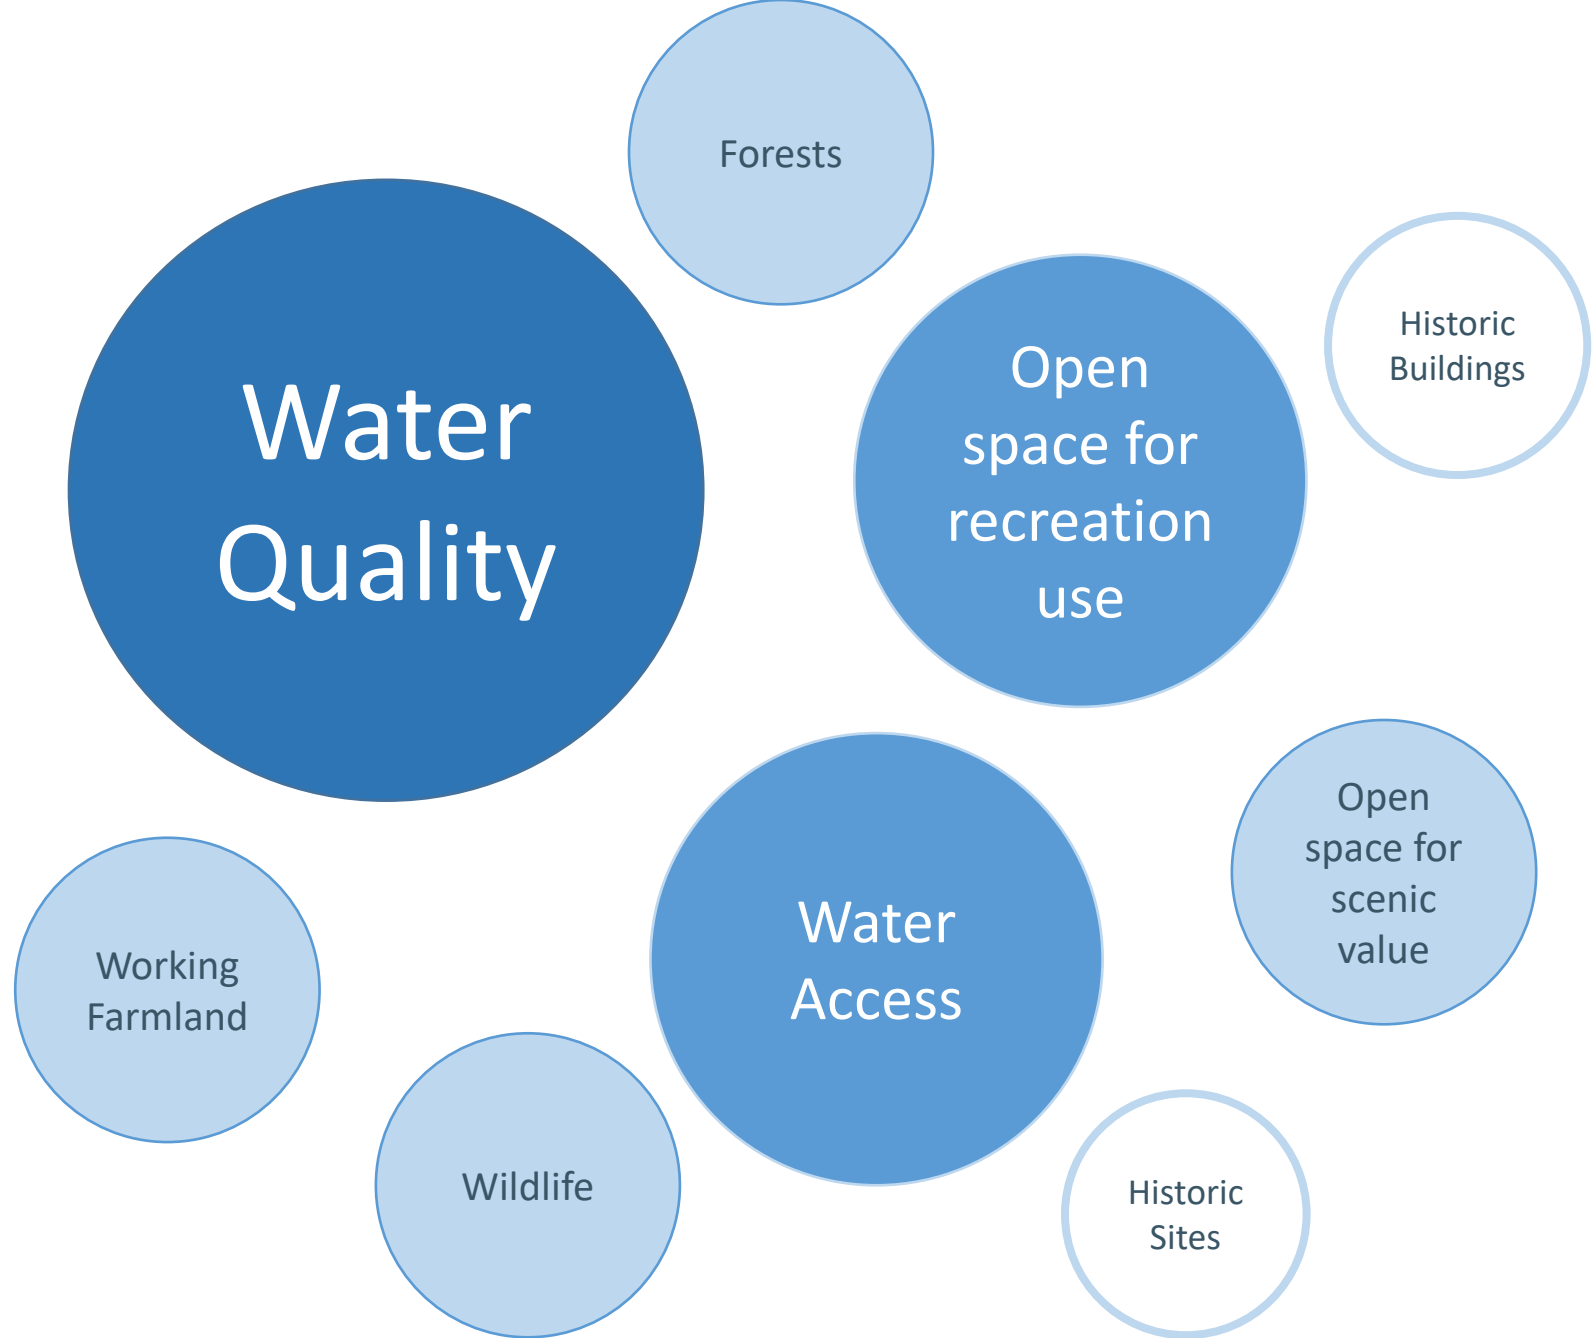 Forests
Water
Quality
Open
space for
recreation
use
Historic
Buildings
Open
space for
scenic
value
Water
Access
Working
Farmland
Wildlife
Historic
Sites